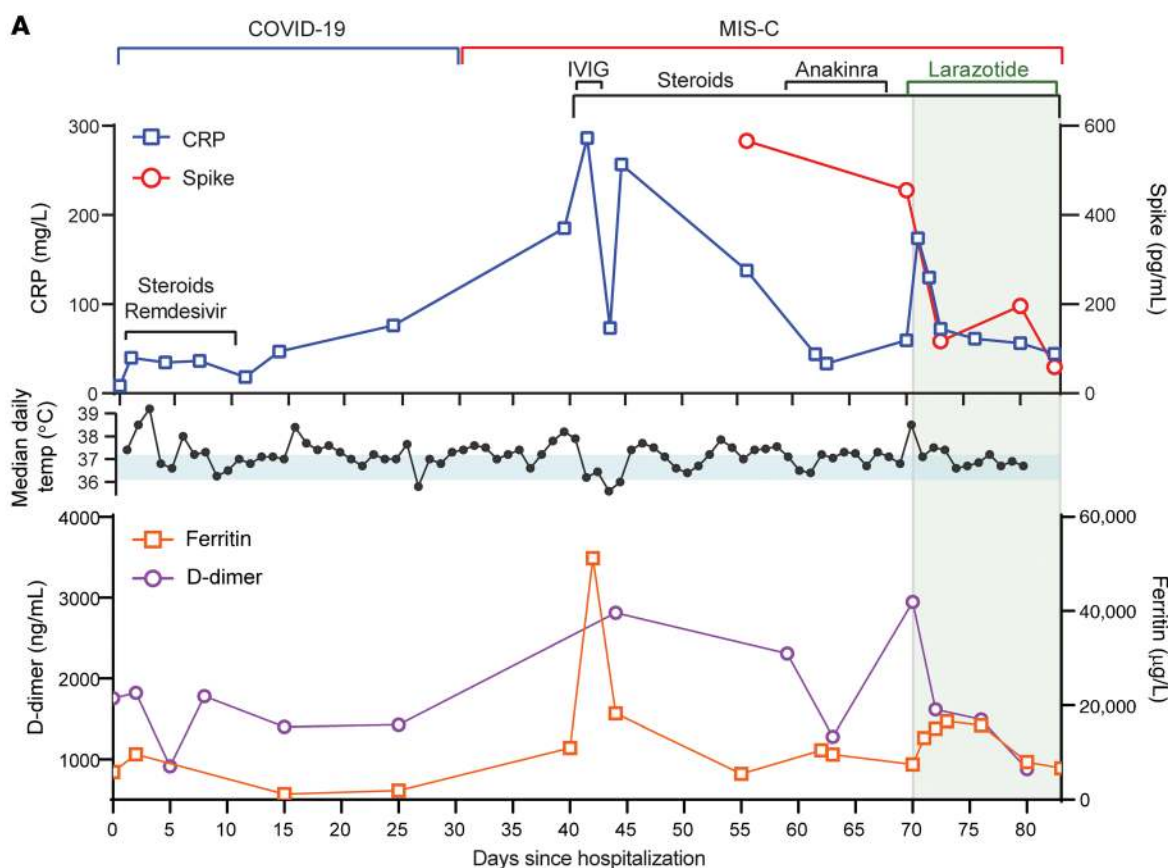 A
COVID-19 MIS-C
IVIG Steroids Anakinra Larazotide
300 600
CRP
Spike
200 400
CRP (mg/L)
Spike (pg/mL)
Steroids
Remdesivir
100 200
0 0
Median daily
temp (°C)
39
38
37
36
4000 60,000
Ferritin
D-dimer
3000 40,000
D-dimer (ng/mL)
Ferritin (µg/L)
2000 20,000
1000
0
0 5 10 15 20 25 30 35 40 45 50 55 60 65 70 75 80
Days since hospitalization